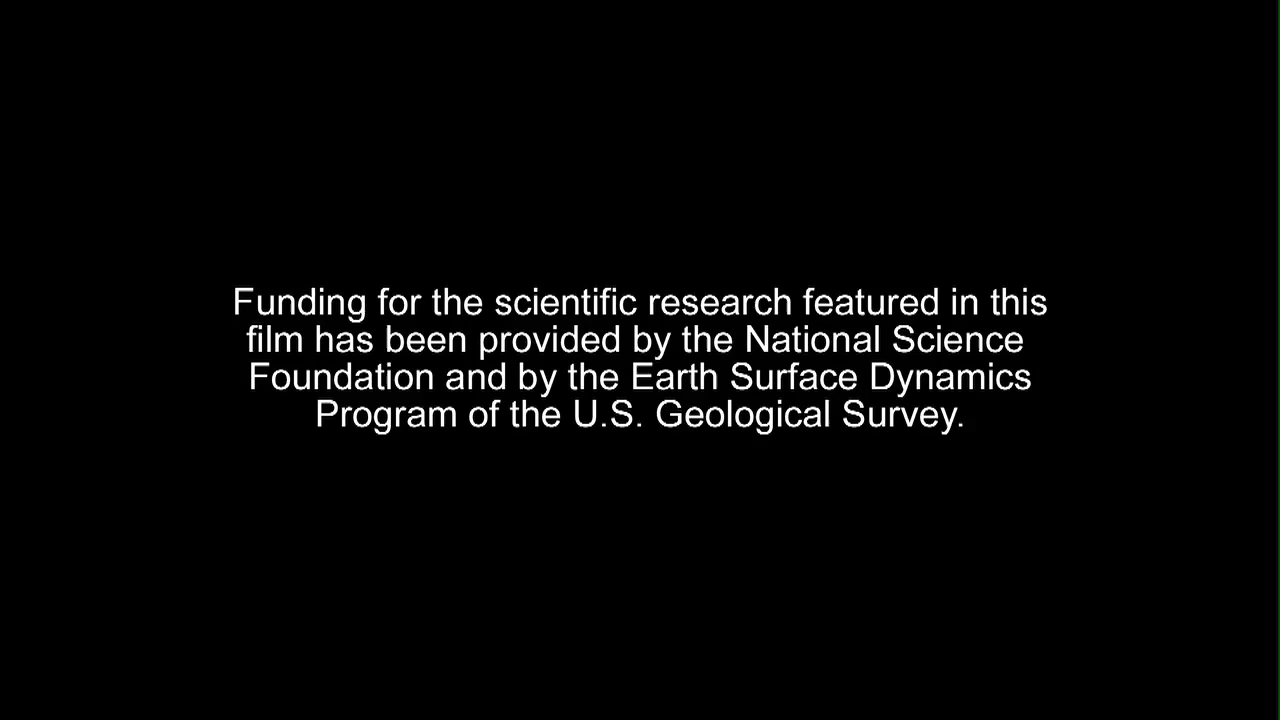 Funding for the scientific research featured in this
film has been provided by the National Science
Foundation and by the Earth Surface Dynamics
Program of the U.S. Geological Survey.